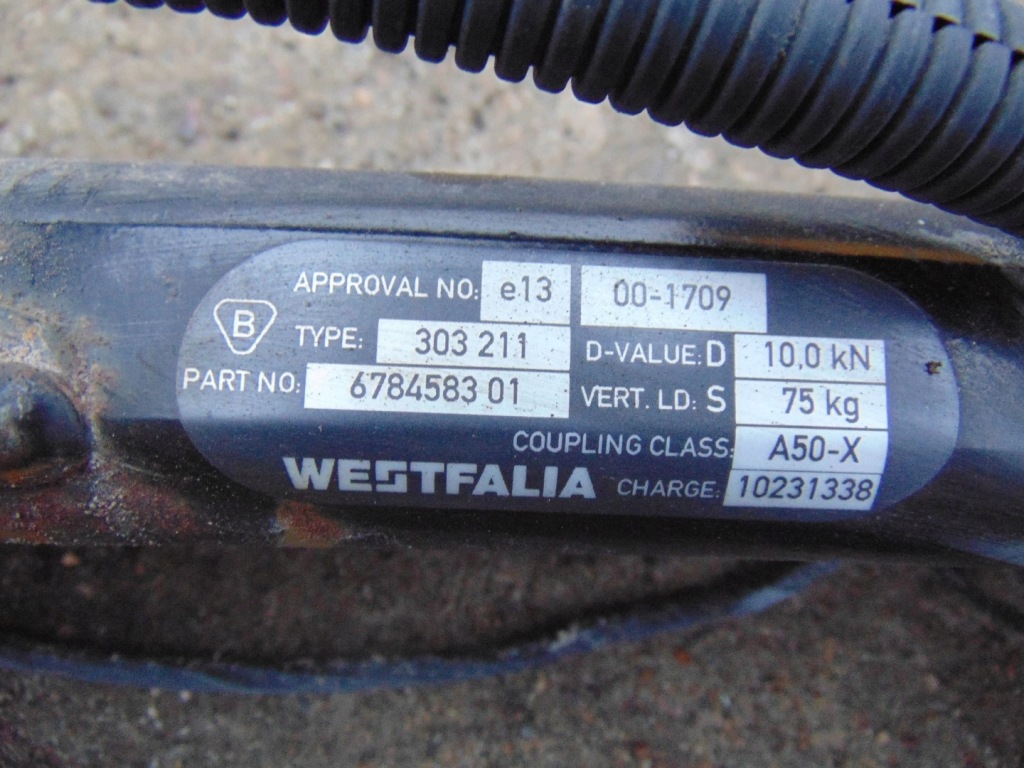 APPROVAL NO: e13 00-1709
B
TYPE: 303 211 D-VALUE: D 10,0 kN
PART NO: 6784583 01 VERT. LD: S 75 kg
COUPLING CLASS: A50-X
WESTFALIA CHARGE: 10231338